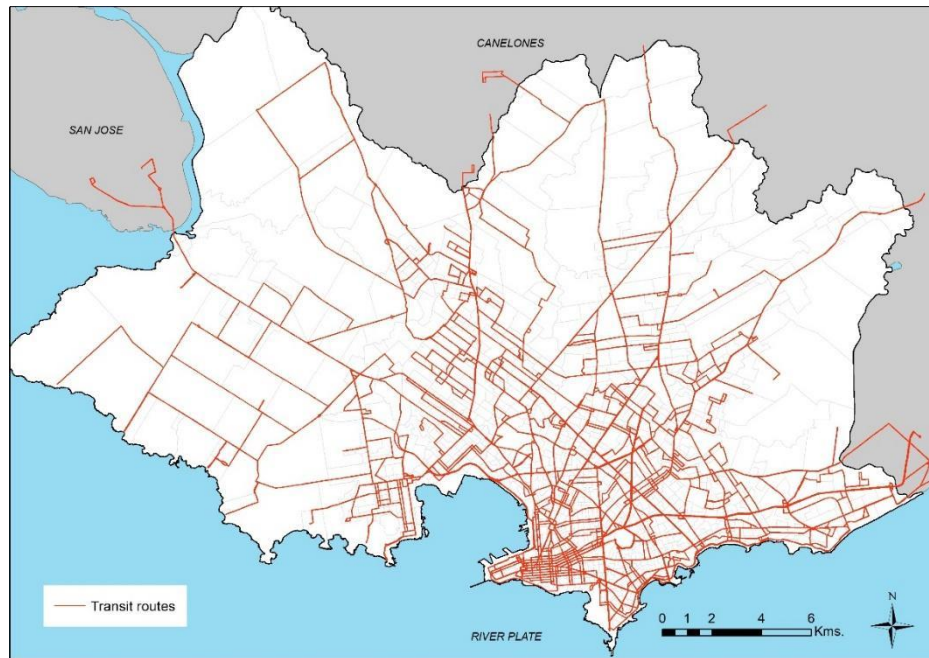 CANELONES
SAN JOSE
Transit routes
RIVER PLATE
0 1 2 4 6
Kms.
N